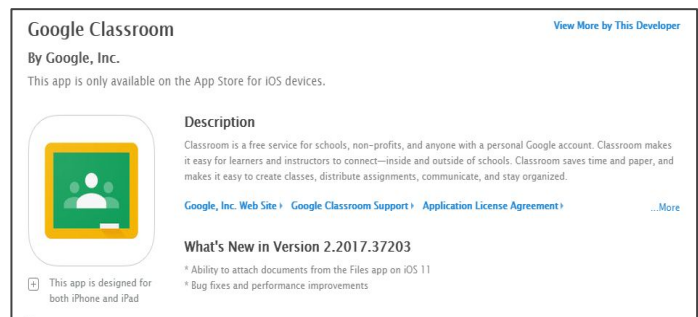 Google Classroom
View More by This Developer
By Google, Inc.
This app is only available on the App Store for iOS devices.
Description
Classroom is a free service for schools, non-profits, and anyone with a personal Google account. Classroom makes
it easy for learners and instructors to connect—inside and outside of schools. Classroom saves time and paper, and
makes it easy to create classes, distribute assignments, communicate, and stay organized.
Google, Inc. Web Site Google Classroom Support Application License Agreement ...More
What's New in Version 2.2017.37203
* Ability to attach documents from the Files app on iOS 11
* Bug fixes and performance improvements
+ This app is designed for
both iPhone and iPad